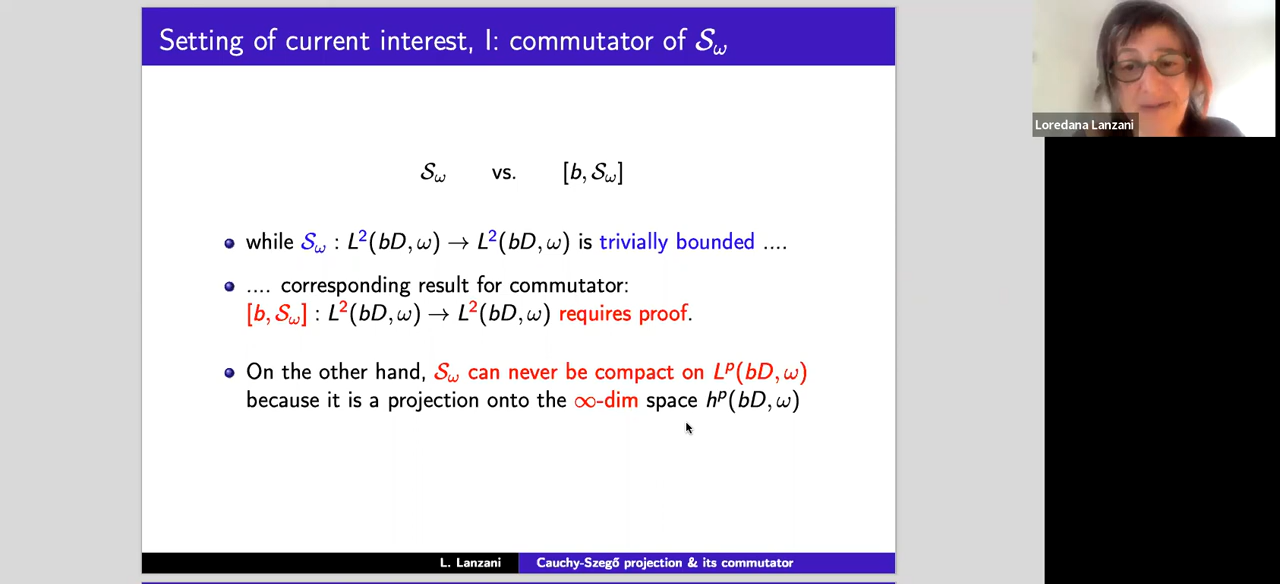 Setting of current interest, I: commutator of 𝒮_ω
Loredana Lanzani
𝒮_ω vs. [b, 𝒮_ω]
while 𝒮_ω : L²(bD, ω) → L²(bD, ω) is trivially bounded ....
.... corresponding result for commutator:
[b, 𝒮_ω] : L²(bD, ω) → L²(bD, ω) requires proof.
On the other hand, 𝒮_ω can never be compact on Lᵖ(bD, ω)
because it is a projection onto the ∞-dim space hᵖ(bD, ω)
L. Lanzani Cauchy-Szegő projection & its commutator